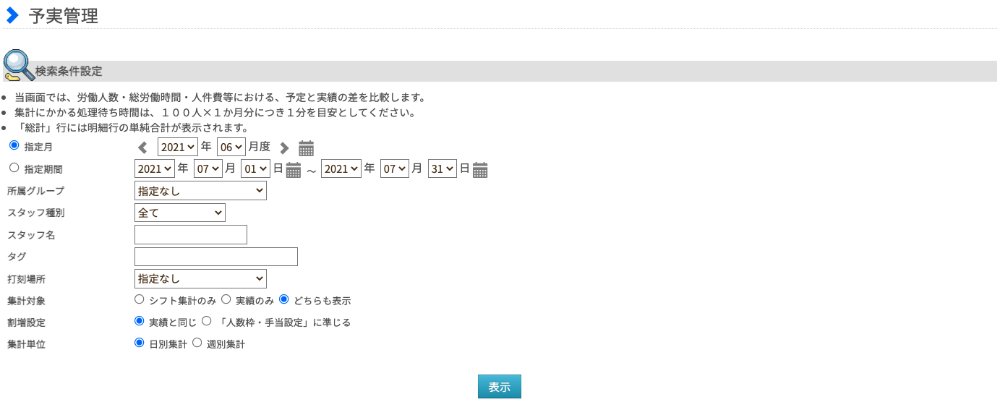 予実管理
検索条件設定
当画面では、労働人数・総労働時間・人件費等における、予定と実績の差を比較します。
集計にかかる処理待ち時間は、１００人×１か月分につき１分を目安としてください。
「総計」行には明細行の単純合計が表示されます。
指定月 2021 年 06 月度
指定期間 2021 年 07 月 01 日 ～ 2021 年 07 月 31 日
所属グループ 指定なし
スタッフ種別 全て
スタッフ名
タグ
打刻場所 指定なし
集計対象 シフト集計のみ 実績のみ どちらも表示
割増設定 実績と同じ 「人数枠・手当設定」に準じる
集計単位 日別集計 週別集計
表示